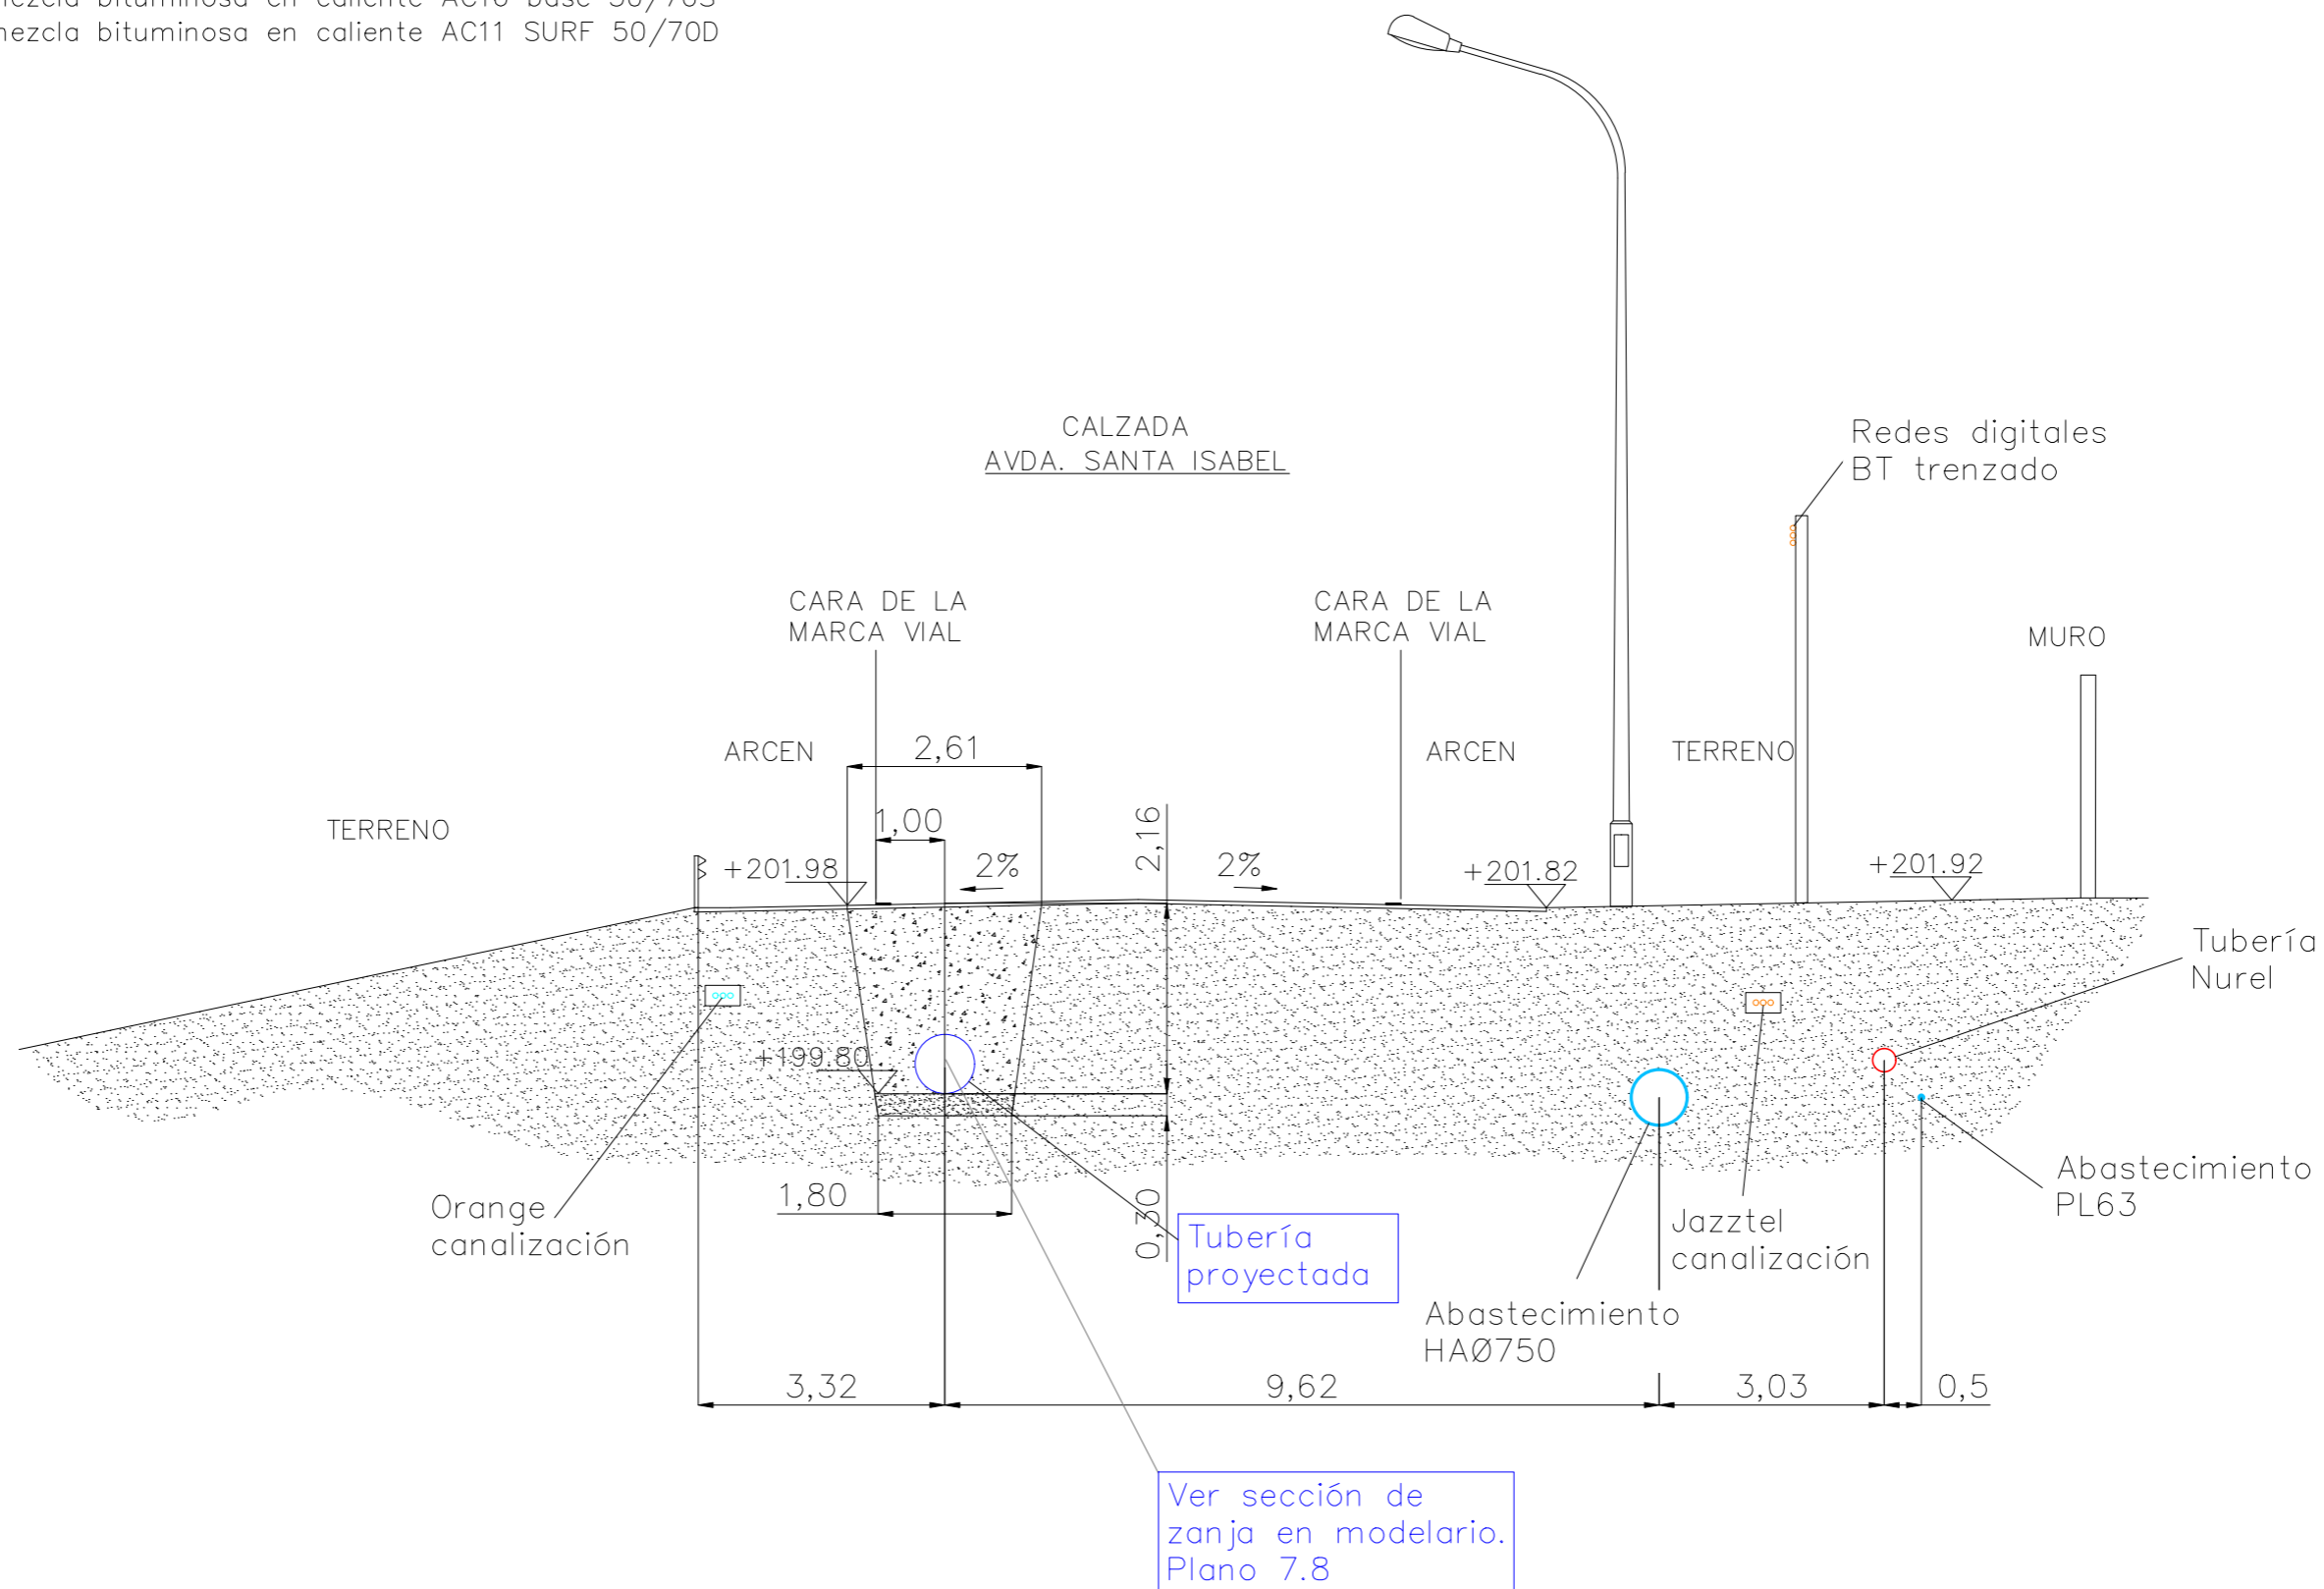 mezcla bituminosa en caliente AC11 SURF 50/70D
CALZADA
AVDA. SANTA ISABEL
Redes digitales
BT trenzado
CARA DE LA
MARCA VIAL
CARA DE LA
MARCA VIAL
MURO
ARCEN
2,61
ARCEN
TERRENO
TERRENO
1,00
2,16
+201.98
2%
2%
+201.82
+201.92
Tubería
Nurel
+199.80
Orange
canalización
1,80
0,30
Tubería
proyectada
Jazztel
canalización
Abastecimiento
PL63
Abastecimiento
HAØ750
3,32
9,62
3,03
0,5
Ver sección de
zanja en modelario.
Plano 7.8